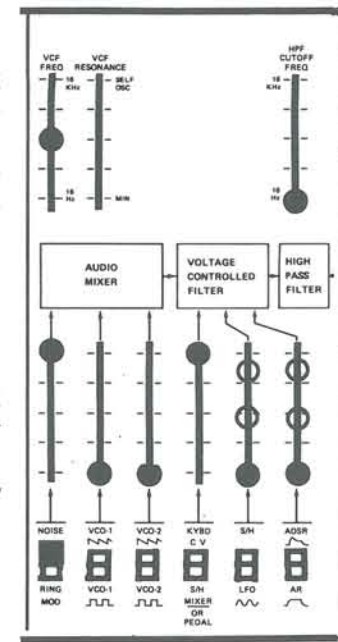 VCF FREQ
VCF RESONANCE
HPF CUTOFF FREQ
16 KHz
SELF OSC
16 KHz
16 Hz
MIN
16 Hz
AUDIO MIXER
VOLTAGE CONTROLLED FILTER
HIGH PASS FILTER
NOISE
VCO-1
VCO-2
KYBD CV
S/H
ADSR
RING MOD
VCO-1
VCO-2
S/H MIXER OR PEDAL
LFO
AR